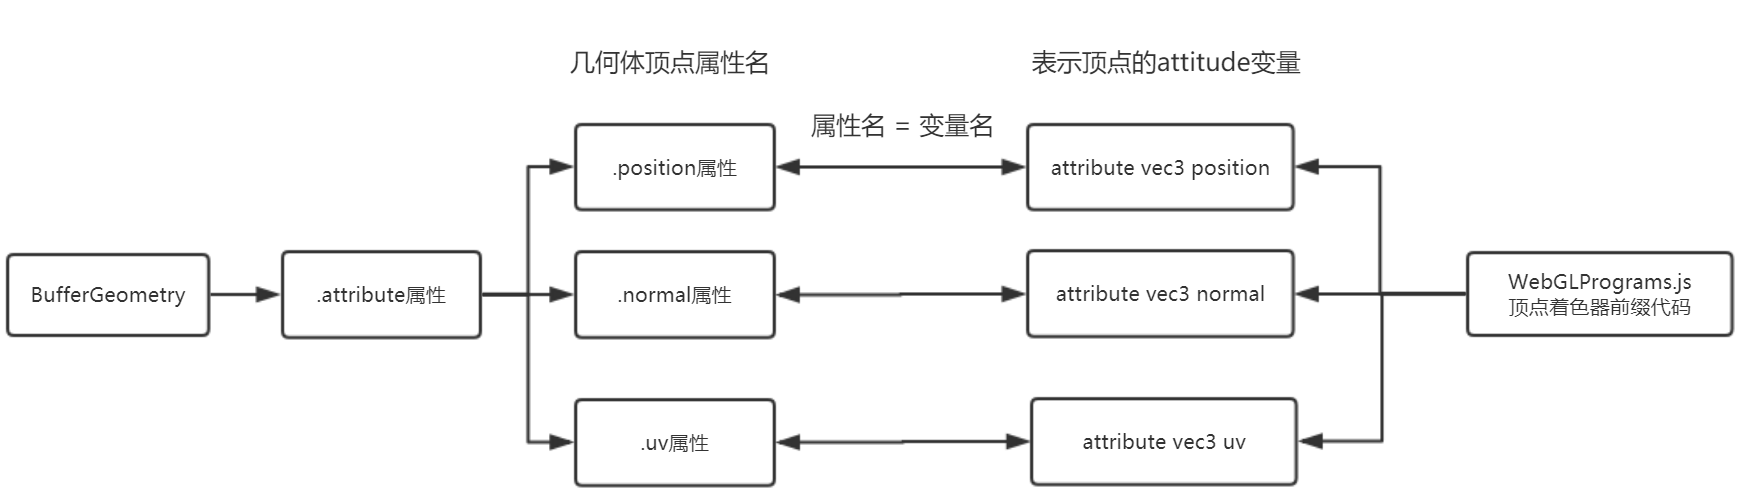 几何体顶点属性名
表示顶点的attitude变量
属性名 = 变量名
.position属性
attribute vec3 position
BufferGeometry
.attribute属性
.normal属性
attribute vec3 normal
WebGLPrograms.js
顶点着色器前缀代码
.uv属性
attribute vec3 uv